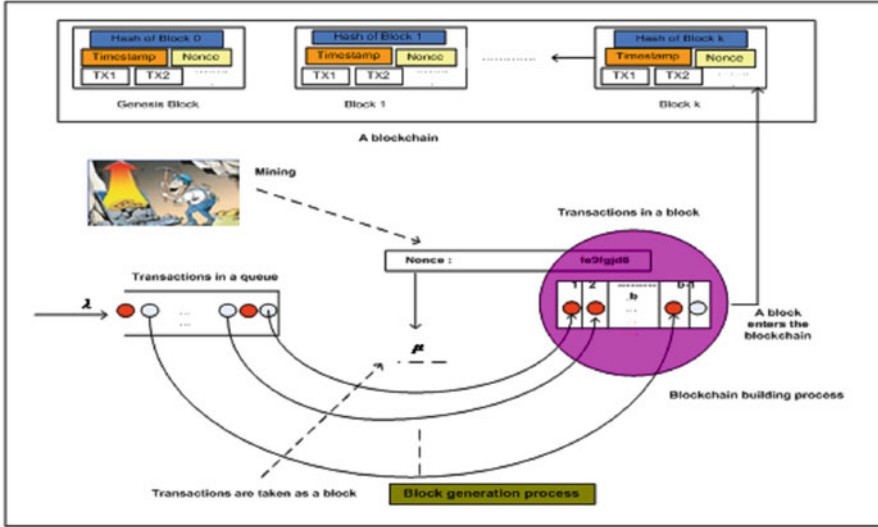 Hash of Block 0
Timestamp
Nonce
TX1
TX2
Genesis Block
Hash of Block 1
Timestamp
Nonce
TX1
TX2
Block 1
Hash of Block k
Timestamp
Nonce
TX1
TX2
Block k
A blockchain
Mining
Transactions in a block
Nonce : fe9fgjd8
Transactions in a queue
λ
1 2 b b-1
A block
enters the
blockchain
μ
Blockchain building process
Transactions are taken as a block
Block generation process